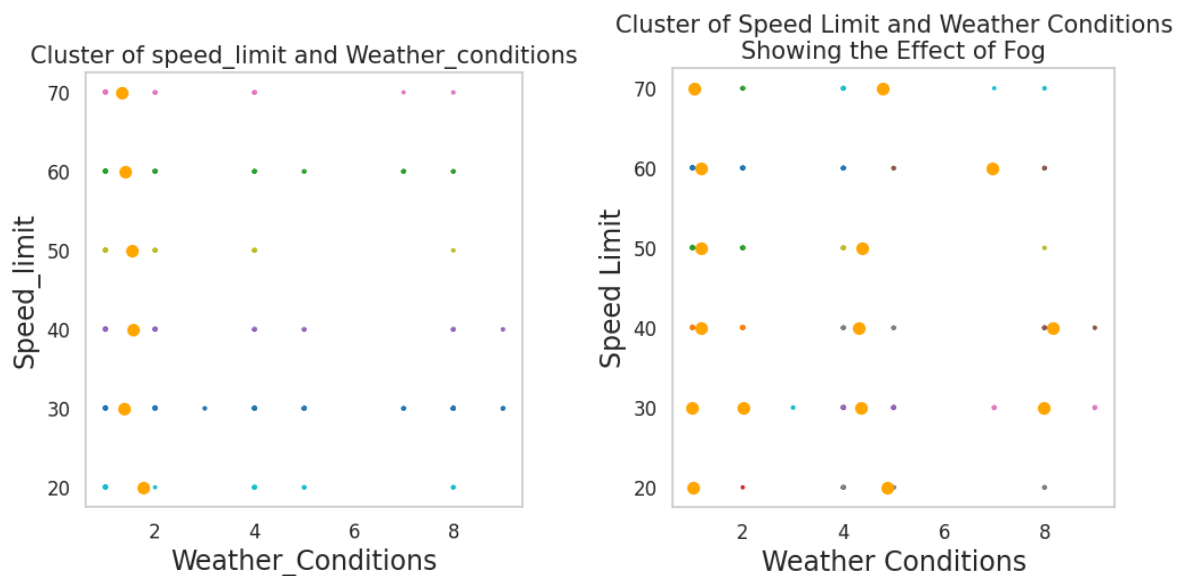 Cluster of speed_limit and Weather_conditions
70
60
50
40
30
20
Speed_limit
2
4
6
8
Weather_Conditions
Cluster of Speed Limit and Weather Conditions
Showing the Effect of Fog
70
60
50
40
30
20
Speed Limit
2
4
6
8
Weather Conditions